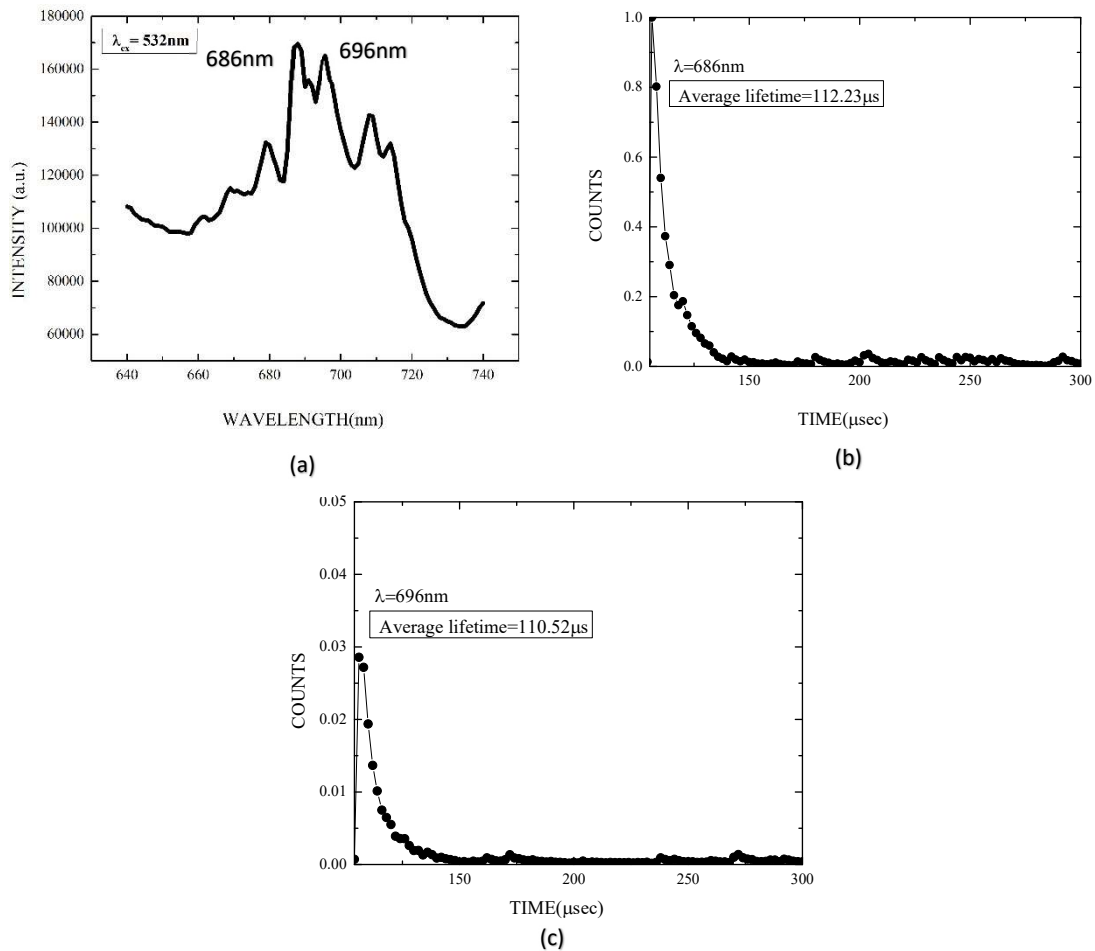 180000
160000
140000
120000
100000
80000
60000
INTENSITY (a.u.)
λex= 532nm
686nm
696nm
640
660
680
700
720
740
WAVELENGTH(nm)
(a)
1.0
0.8
0.6
0.4
0.2
0.0
COUNTS
λ=686nm
Average lifetime=112.23μs
150
200
250
300
TIME(μsec)
(b)
0.05
0.04
0.03
0.02
0.01
0.00
COUNTS
λ=696nm
Average lifetime=110.52μs
150
200
250
300
TIME(μsec)
(c)